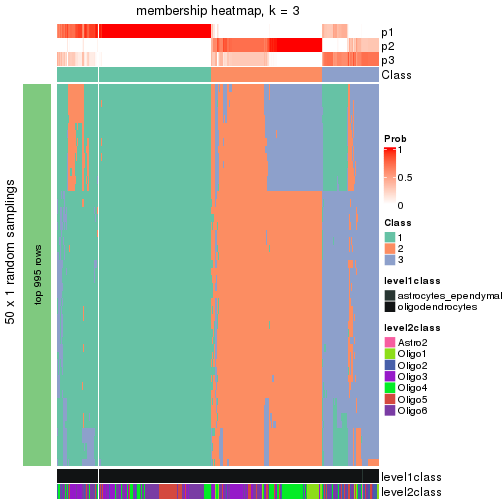 membership heatmap, k = 3
p1
p2
p3
Class
50 x 1 random samplings
top 995 rows
Prob
1
0.5
0
Class
1
2
3
level1class
astrocytes_ependymal
oligodendrocytes
level2class
Astro2
Oligo1
Oligo2
Oligo3
Oligo4
Oligo5
Oligo6
level1class
level2class